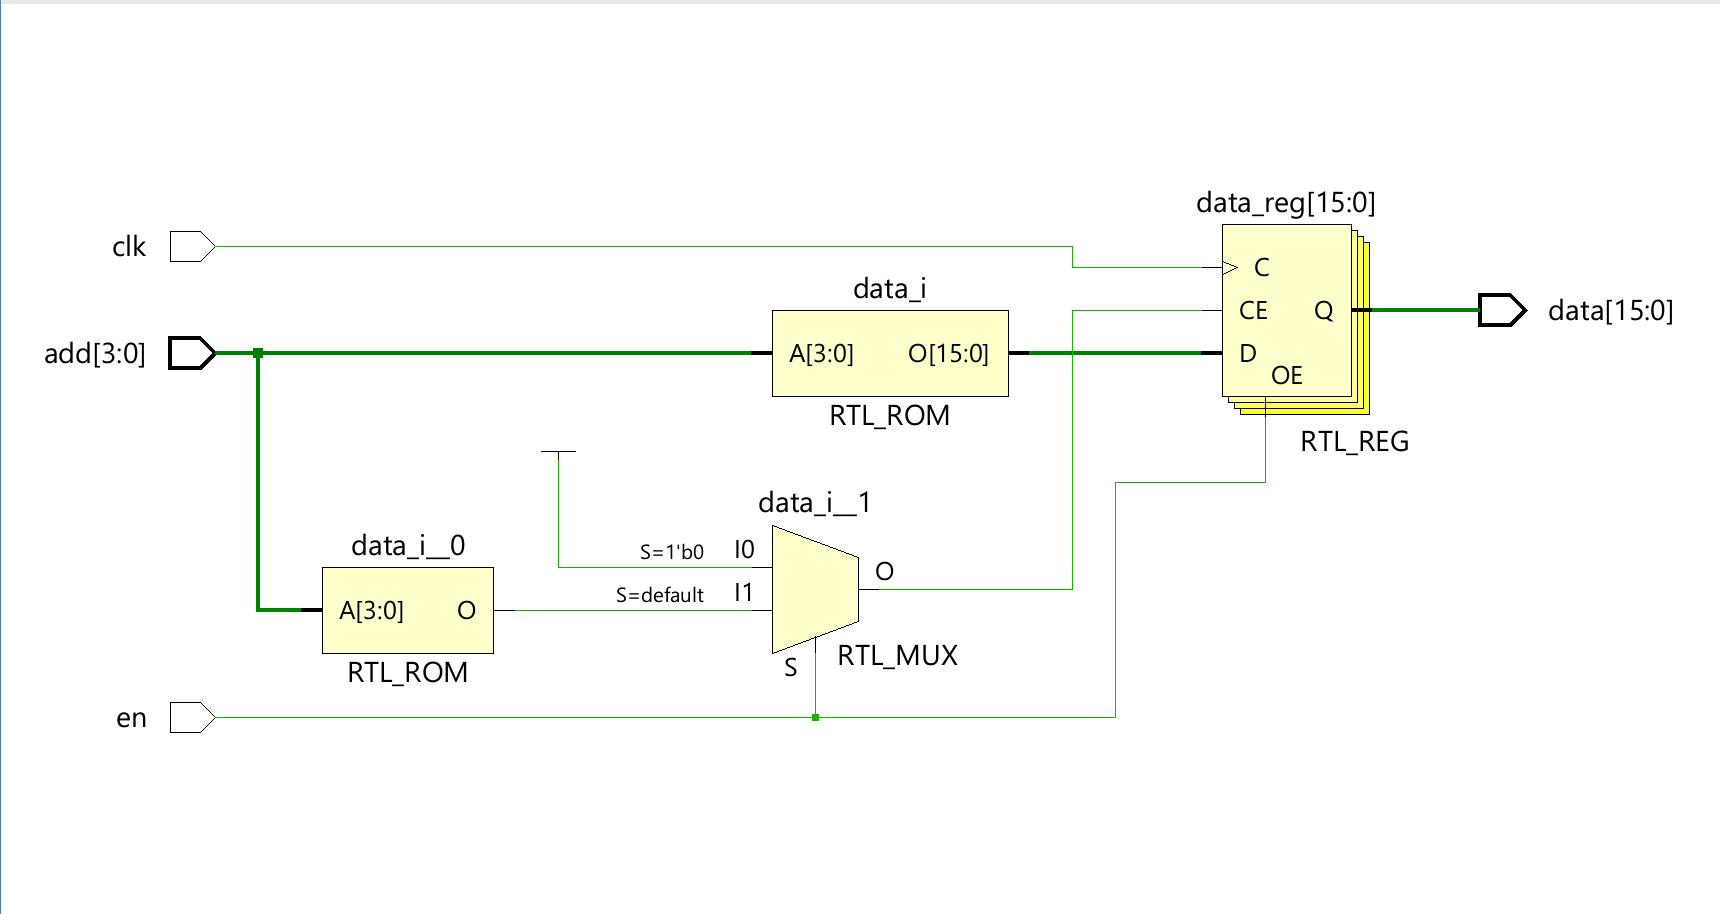 data_reg[15:0]
clk
C
data_i
CE
Q
data[15:0]
add[3:0]
A[3:0]
O[15:0]
D
OE
RTL_ROM
RTL_REG
data_i__1
data_i__0
S=1'b0
I0
O
S=default
I1
A[3:0]
O
RTL_MUX
S
RTL_ROM
en